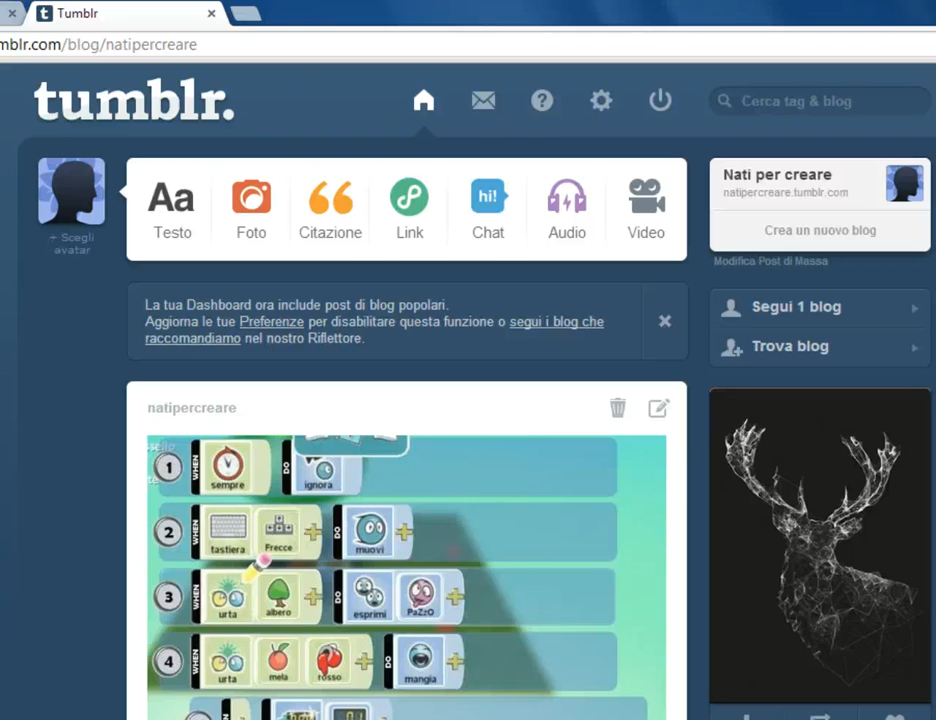 Tumblr
mblr.com/blog/natipercreare
tumblr.
Cerca tag & blog
+ Scegli
avatar
Aa
hi!
Testo
Foto
Citazione
Link
Chat
Audio
Video
Nati per creare
natipercreare.tumblr.com
Crea un nuovo blog
Modifica Post di Massa
La tua Dashboard ora include post di blog popolari.
Aggiorna le tue Preferenze per disabilitare questa funzione o segui i blog che
raccomandiamo nel nostro Riflettore.
Segui 1 blog
Trova blog
natipercreare
1 WHEN sempre DO ignora
2 WHEN tastiera Frecce DO muovi
3 WHEN urta albero DO esprimi PaZzO
4 WHEN urta mela rosso DO mangia